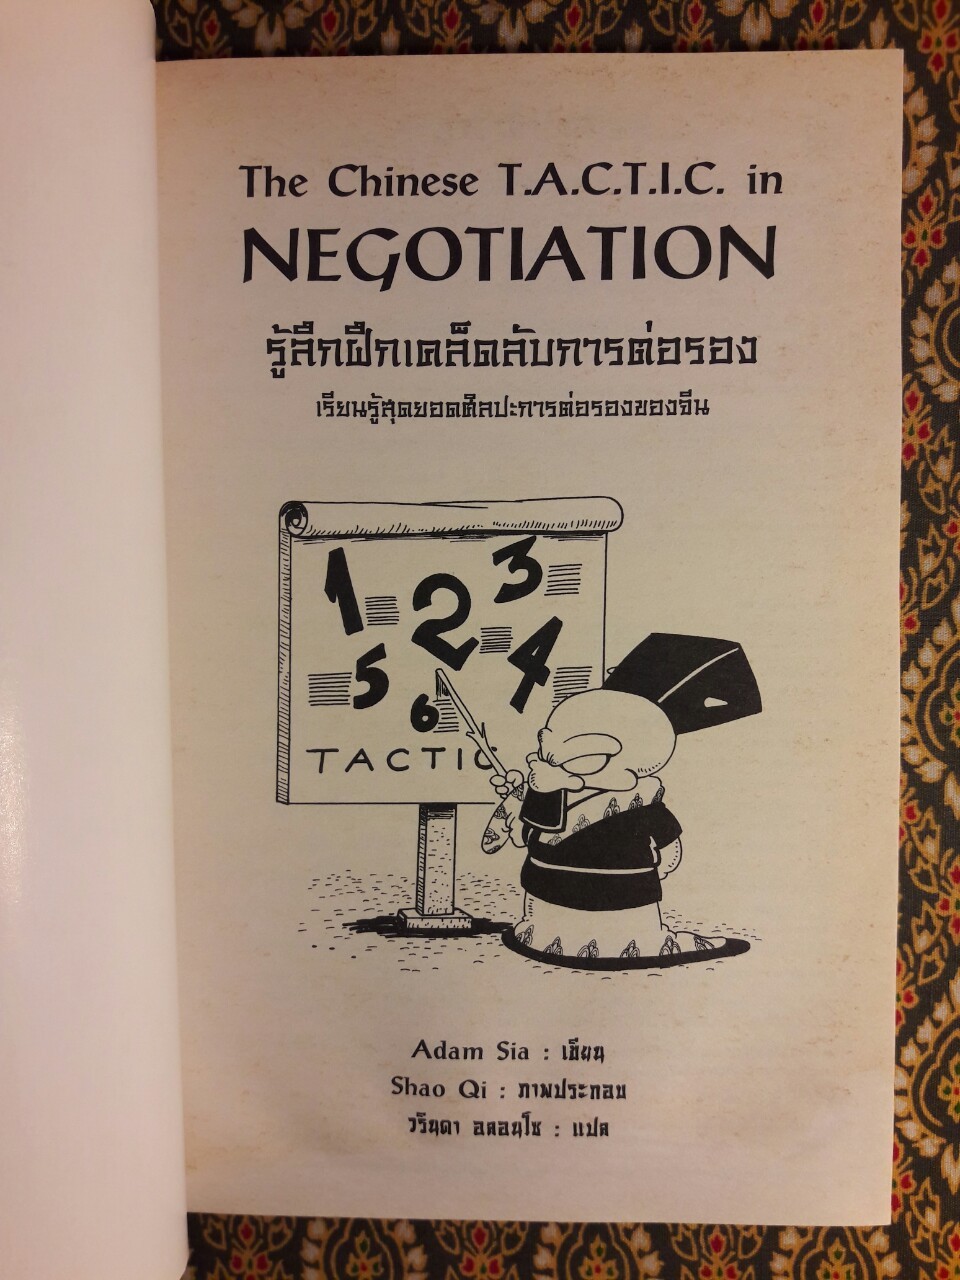 The Chinese T.A.C.T.I.C. in
NEGOTIATION
รู้ลึกฝึกเคล็ดลับการต่อรอง
เรียนรู้สุดยอดศิลปะการต่อรองของจีน
1 2 3
5 4
6
TACTIC
Adam Sia : เขียน
Shao Qi : ภาพประกอบ
วรินดา อลอนโซ : แปล